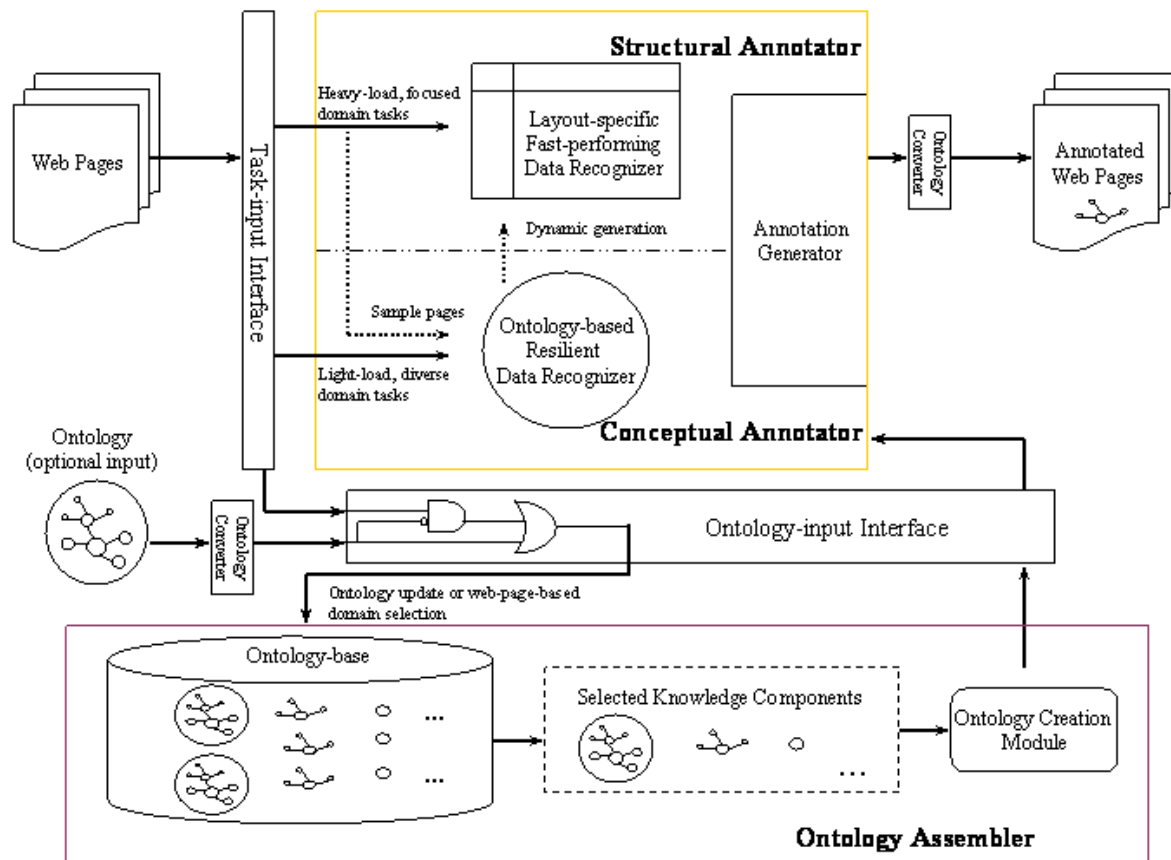 Structural Annotator
Heavy-load, focused
domain tasks
Layout-specific
Fast-performing
Data Recognizer
Web Pages
Task-input Interface
Ontology
Converter
Annotated
Web Pages
Dynamic generation
Annotation
Generator
Sample pages
Ontology-based
Resilient
Data Recognizer
Light-load, diverse
domain tasks
Conceptual Annotator
Ontology
(optional input)
Ontology
Converter
Ontology-input Interface
Ontology update or web-page-based
domain selection
Ontology-base
...
...
Selected Knowledge Components
...
Ontology Creation
Module
Ontology Assembler